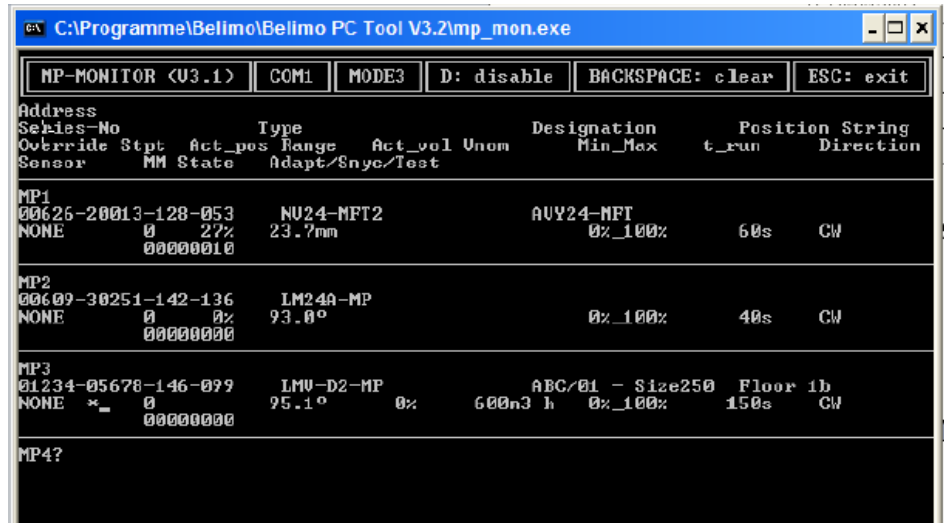 C:\Programme\Belimo\Belimo PC Tool V3.2\mp_mon.exe
MP-MONITOR (V3.1) COM1 MODE3 D: disable BACKSPACE: clear ESC: exit
Address
Series-No Type Designation Position String
Override Stpt Act_pos Range Act_vol Vnom Min_Max t_run Direction
Sensor MM State Adapt/Snyc/Test
MP1
00626-20013-128-053 NV24-MFT2 AVY24-MFT
NONE 0 27% 23.7mm 0%_100% 60s CW
00000010
MP2
00609-30251-142-136 LM24A-MP
NONE 0 0% 93.0º 0%_100% 40s CW
00000000
MP3
01234-05678-146-099 LMV-D2-MP ABC/01 - Size250 Floor 1b
NONE *_ 0 95.1º 0% 600m3 h 0%_100% 150s CW
00000000
MP4?